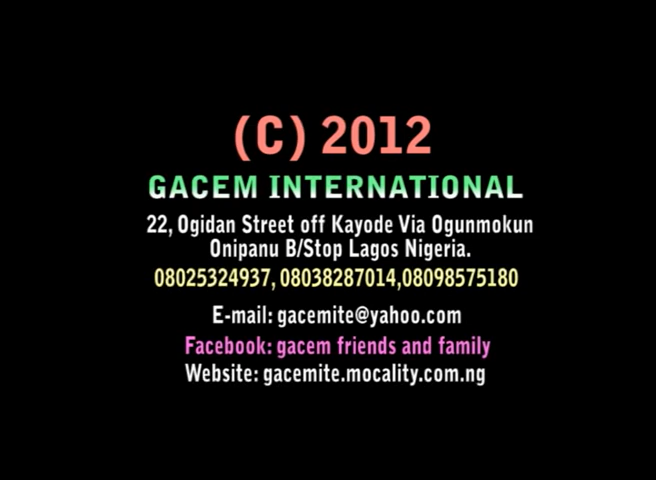 (C) 2012
GACEM INTERNATIONAL
22, Ogidan Street off Kayode Via Ogunmokun
Onipanu B/Stop Lagos Nigeria.
08025324937, 08038287014,08098575180
E-mail: gacemite@yahoo.com
Facebook: gacem friends and family
Website: gacemite.mocality.com.ng